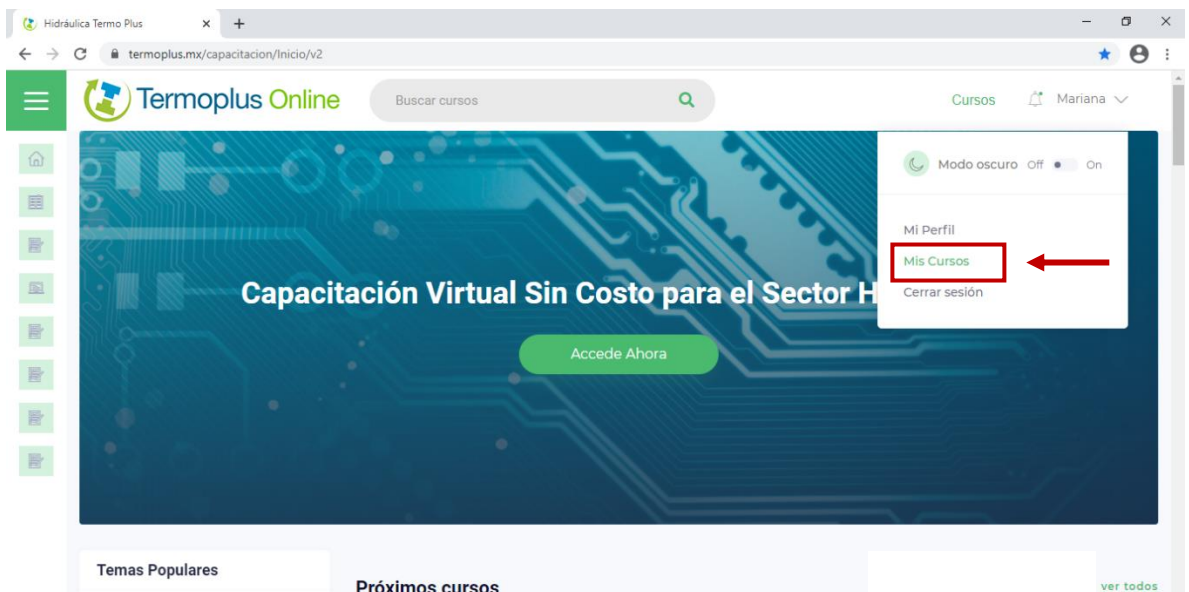 Hidráulica Termo Plus
termoplus.mx/capacitacion/Inicio/v2
Termoplus Online
Buscar cursos
Cursos
Mariana
Modo oscuro Off On
Mi Perfil
Mis Cursos
Cerrar sesión
Capacitación Virtual Sin Costo para el Sector H
Accede Ahora
Temas Populares
Próximos cursos
ver todos